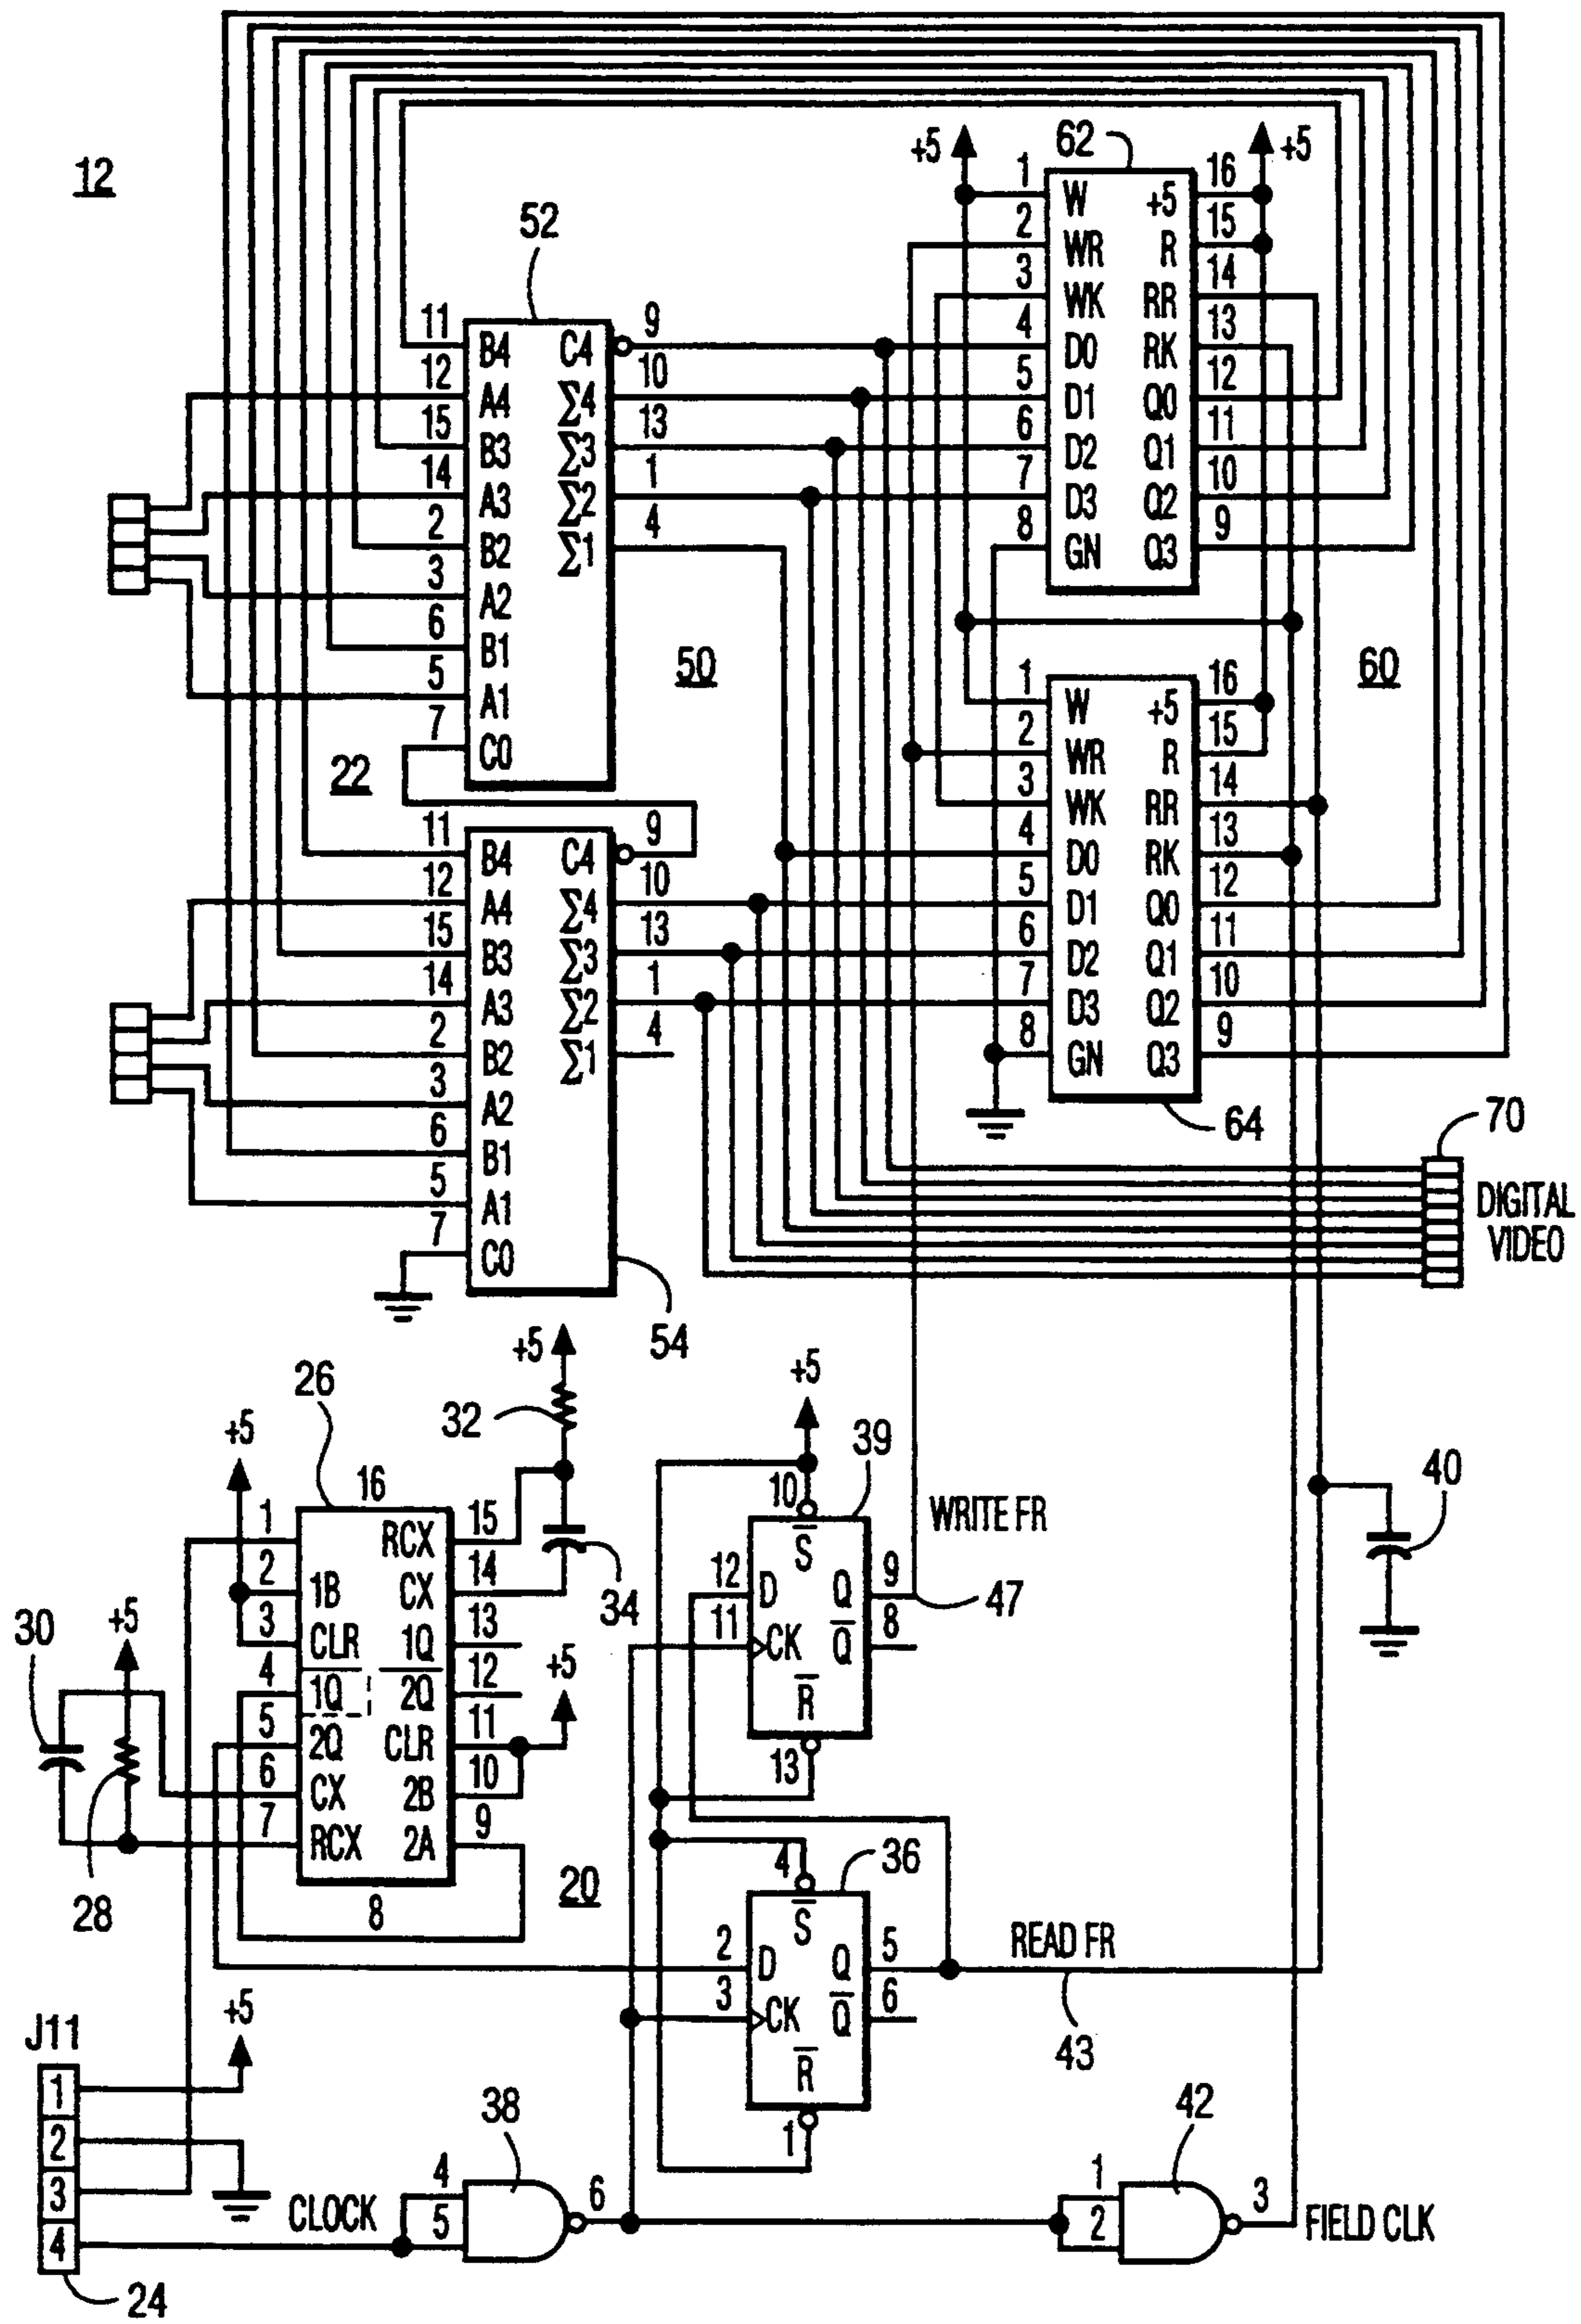 12
+5
62
+5
52
1 W +5 16
2 WR R 15
3 WK RR 14
4 D0 RK 13
5 D1 Q0 12
6 D2 Q1 11
7 D3 Q2 10
8 GN Q3 9
11 B4 C4 9
12 A4 Σ4 10
15 B3 Σ3 13
14 A3 Σ2 1
2 B2 Σ1 4
3 A2
6 B1
5 A1
7 C0
50
60
22
1 W +5 16
2 WR R 15
3 WK RR 14
4 D0 RK 13
5 D1 Q0 12
6 D2 Q1 11
7 D3 Q2 10
8 GN Q3 9
64
11 B4 C4 9
12 A4 Σ4 10
15 B3 Σ3 13
14 A3 Σ2 1
2 B2 Σ1 4
3 A2
6 B1
5 A1
7 C0
54
70
DIGITAL
VIDEO
+5
32
34
26
+5
16
1 RCX 15
2 1B CX 14
3 CLR 1Q 13
4 1Q 2Q 12
5 2Q CLR 11
6 CX 2B 10
7 RCX 2A 9
8
+5
30
+5
28
20
+5
39
10 S
12 D Q 9
11 CK Q 8
R
13
WRITE FR
47
40
36
4 S
2 D Q 5
3 CK Q 6
R
1
READ FR
43
J11
+5
1
2
3
4
24
CLOCK
38
4
5
6
42
1
2
3
FIELD CLK